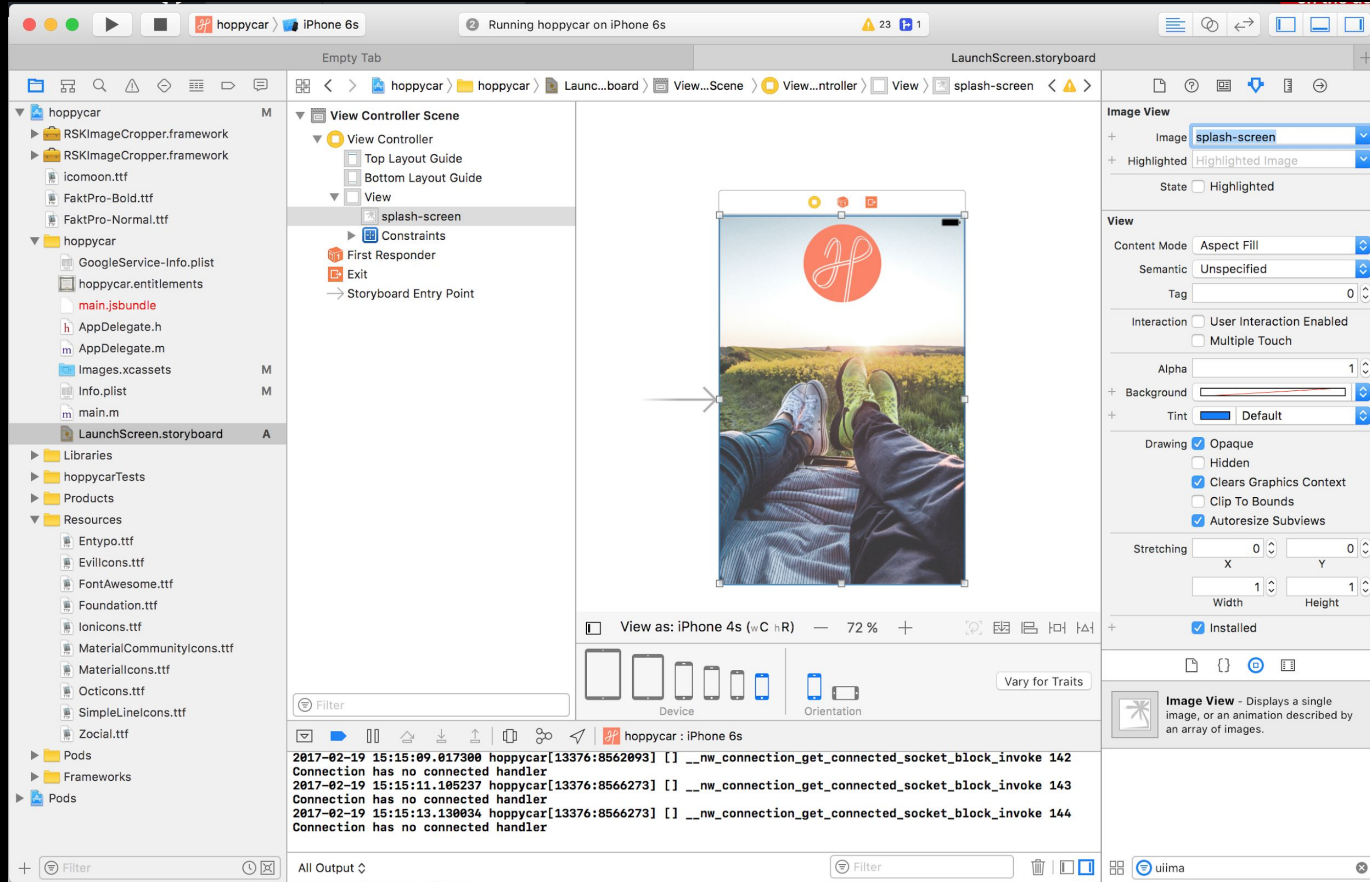 hoppycar
iPhone 6s
2
Running hoppycar on iPhone 6s
23
1
Empty Tab
LaunchScreen.storyboard
hoppycar
hoppycar
Launc...board
View...Scene
View...ntroller
View
splash-screen
hoppycar M
RSKImageCropper.framework
RSKImageCropper.framework
icomoon.ttf
FaktPro-Bold.ttf
FaktPro-Normal.ttf
hoppycar
GoogleService-Info.plist
hoppycar.entitlements
main.jsbundle
AppDelegate.h
AppDelegate.m
Images.xcassets M
Info.plist M
main.m
LaunchScreen.storyboard A
Libraries
hoppycarTests
Products
Resources
Entypo.ttf
EvilIcons.ttf
FontAwesome.ttf
Foundation.ttf
Ionicons.ttf
MaterialCommunityIcons.ttf
MaterialIcons.ttf
Octicons.ttf
SimpleLineIcons.ttf
Zocial.ttf
Pods
Frameworks
Pods
Filter
View Controller Scene
View Controller
Top Layout Guide
Bottom Layout Guide
View
splash-screen
Constraints
First Responder
Exit
Storyboard Entry Point
Filter
View as: iPhone 4s (wC hR) — 72 % +
Device
Orientation
Vary for Traits
hoppycar : iPhone 6s
2017-02-19 15:15:09.017300 hoppycar[13376:8562093] [] __nw_connection_get_connected_socket_block_invoke 142
Connection has no connected handler
2017-02-19 15:15:11.105237 hoppycar[13376:8566273] [] __nw_connection_get_connected_socket_block_invoke 143
Connection has no connected handler
2017-02-19 15:15:13.130034 hoppycar[13376:8566273] [] __nw_connection_get_connected_socket_block_invoke 144
Connection has no connected handler
All Output
Filter
Image View
Image splash-screen
Highlighted Highlighted Image
State Highlighted
View
Content Mode Aspect Fill
Semantic Unspecified
Tag 0
Interaction User Interaction Enabled
Multiple Touch
Alpha 1
Background
Tint Default
Drawing Opaque
Hidden
Clears Graphics Context
Clip To Bounds
Autoresize Subviews
Stretching 0 0
X Y
1 1
Width Height
Installed
Image View - Displays a single
image, or an animation described by
an array of images.
uiima